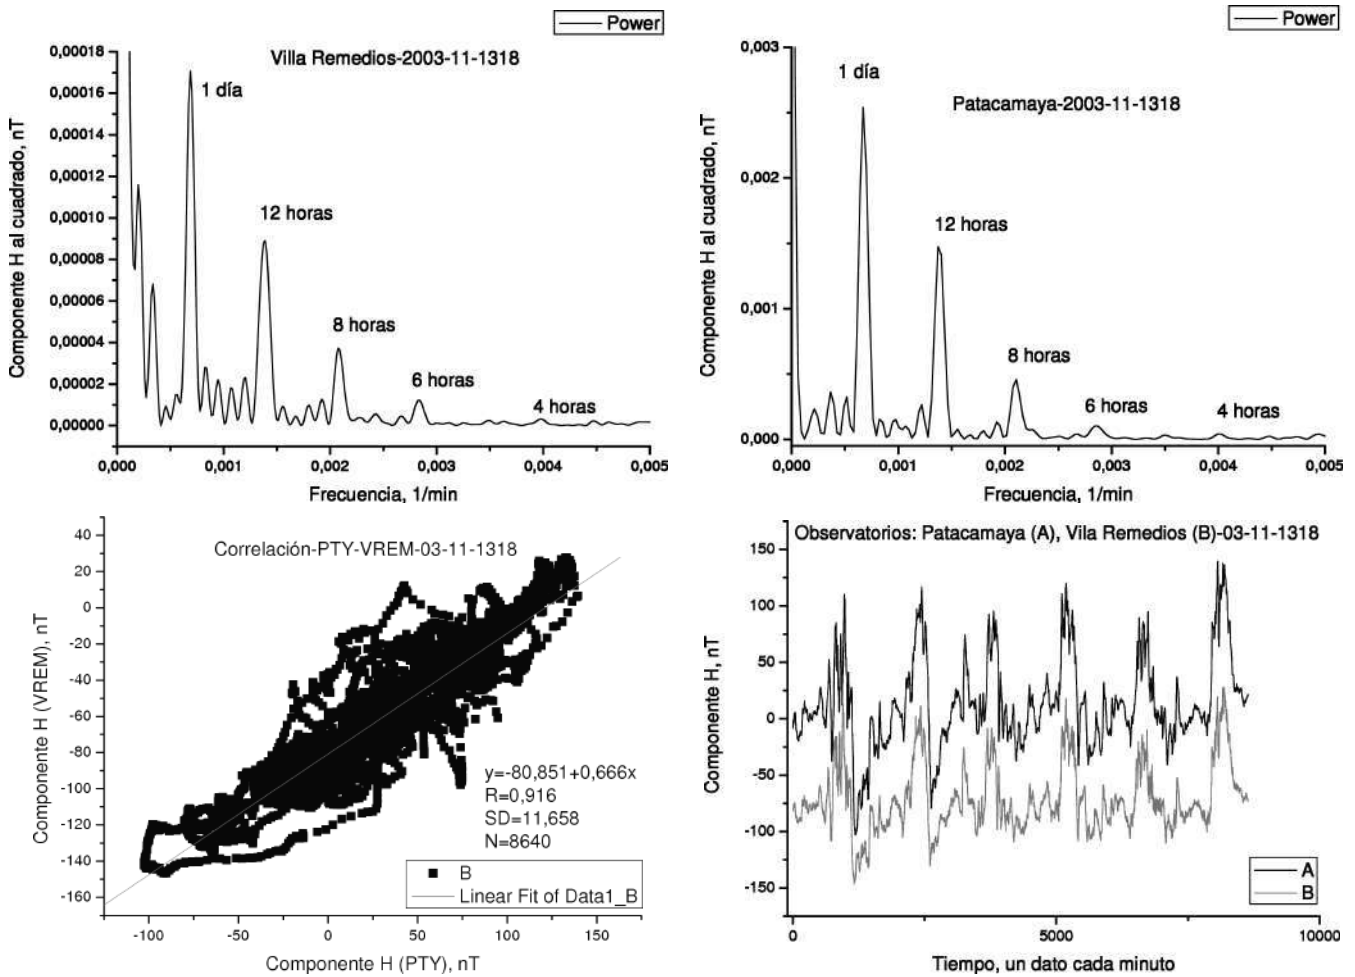 Power
Villa Remedios-2003-11-1318
1 día
12 horas
8 horas
6 horas
4 horas
0,00018
0,00016
0,00014
0,00012
0,00010
0,00008
0,00006
0,00004
0,00002
0,00000
Componente H al cuadrado, nT
0,000
0,001
0,002
0,003
0,004
0,005
Frecuencia, 1/min
Power
1 día
Patacamaya-2003-11-1318
12 horas
8 horas
6 horas
4 horas
0,003
0,002
0,001
0,000
Componente H al cuadrado, nT
0,000
0,001
0,002
0,003
0,004
0,005
Frecuencia, 1/min
Correlación-PTY-VREM-03-11-1318
40
20
0
-20
-40
-60
-80
-100
-120
-140
-160
Componente H (VREM), nT
y=-80,851+0,666x
R=0,916
SD=11,658
N=8640
B
Linear Fit of Data1_B
-100
-50
0
50
100
150
Componente H (PTY), nT
Observatorios: Patacamaya (A), Vila Remedios (B)-03-11-1318
150
100
50
0
-50
-100
-150
Componente H, nT
A
B
0
5000
10000
Tiempo, un dato cada minuto